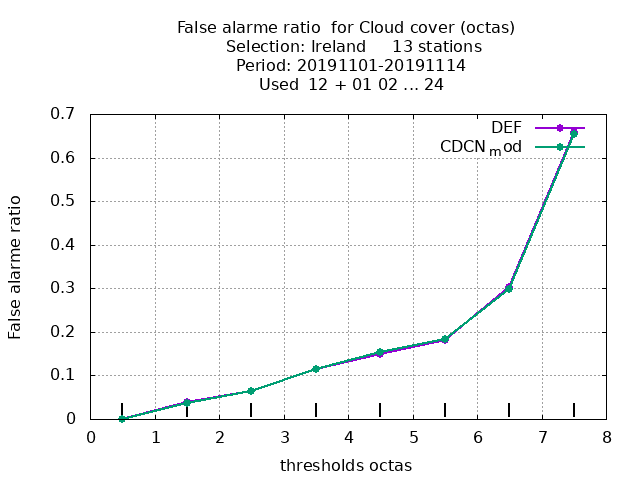 False alarme ratio  for Cloud cover (octas)
Selection: Ireland     13 stations
Period: 20191101-20191114
Used  12 + 01 02 ... 24
DEF
CDCNmod
0.7
0.6
0.5
0.4
0.3
0.2
0.1
0
False alarme ratio
0 1 2 3 4 5 6 7 8
thresholds octas